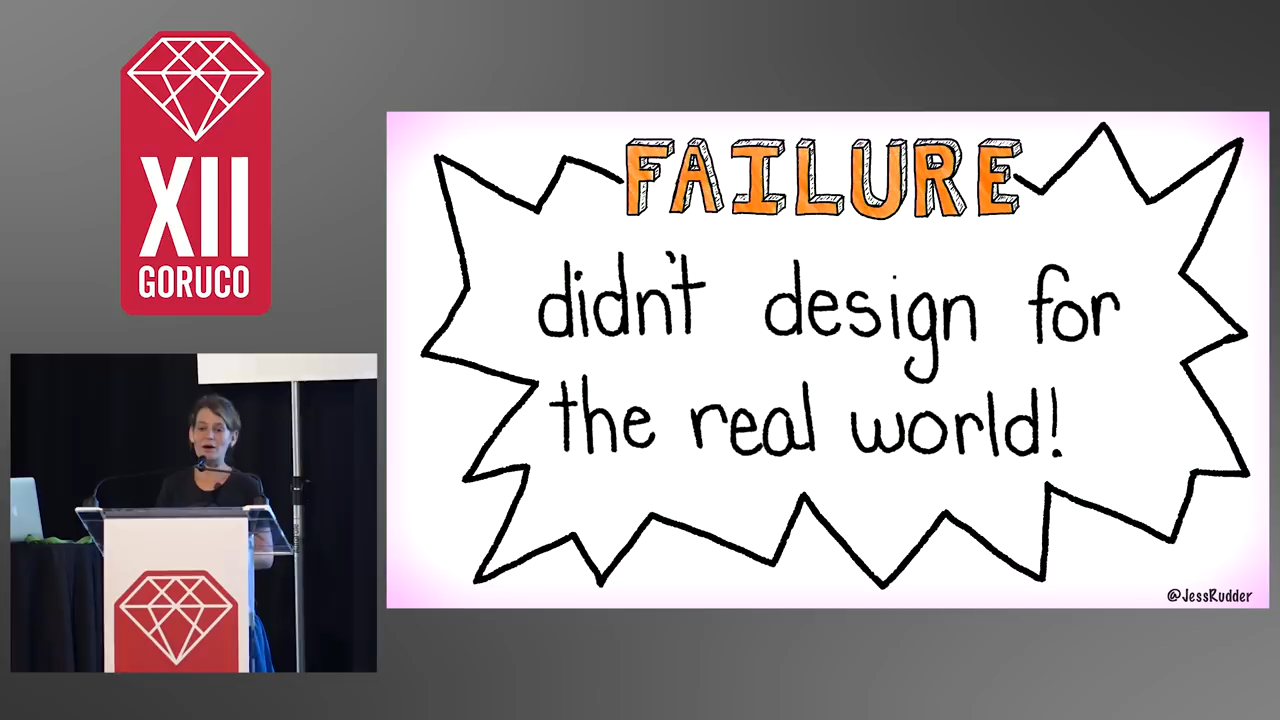 XII
GORUCO
FAILURE
didn't design for
the real world!
@JessRudder